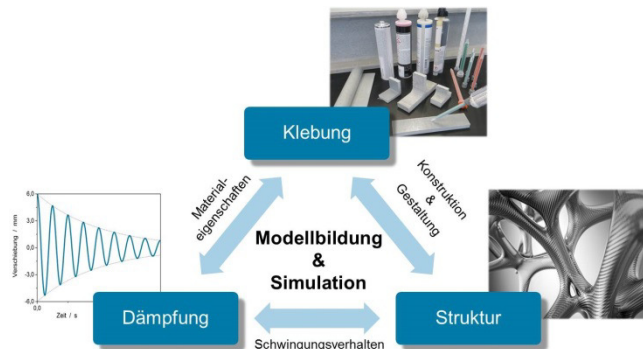 Klebung
Material-
eigenschaften
Konstruktion
&
Gestaltung
Modellbildung
&
Simulation
Verschiebung / mm
6,0
3,0
0,0
-3,0
-6,0
0,0
Zeit / s
Dämpfung
Schwingungsverhalten
Struktur